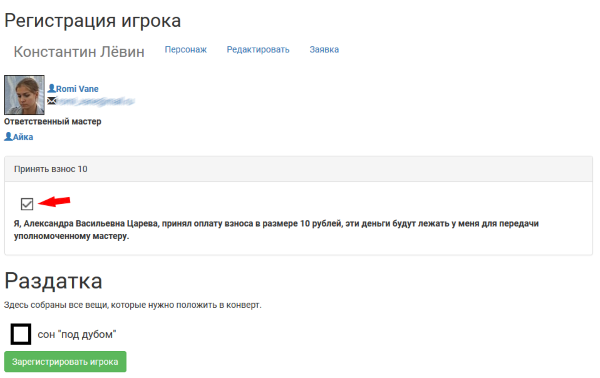 Регистрация игрока
Константин Лёвин Персонаж Редактировать Заявка
Romi Vane
Ответственный мастер
Айка
Принять взнос 10
Я, Александра Васильевна Царева, принял оплату взноса в размере 10 рублей, эти деньги будут лежать у меня для передачи
уполномоченному мастеру.
Раздатка
Здесь собраны все вещи, которые нужно положить в конверт.
сон "под дубом"
Зарегистрировать игрока